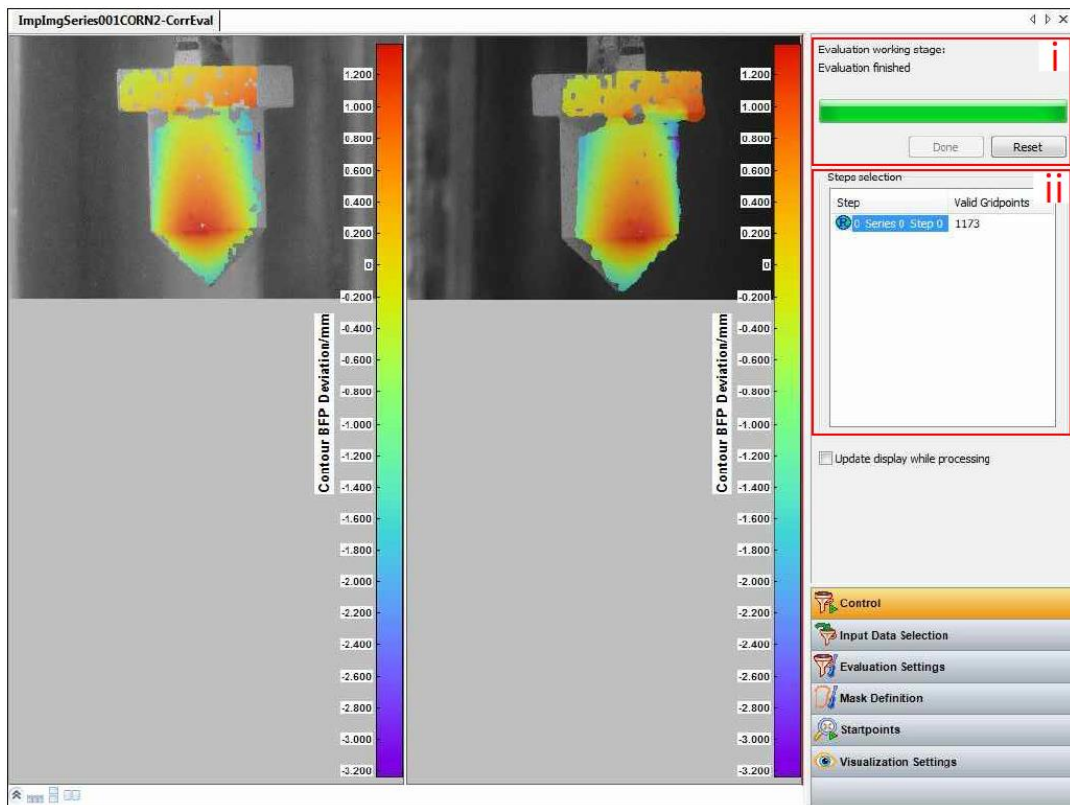 ImpImgSeries001CORN2-CorrEval
1.200
1.000
0.800
0.600
0.400
0.200
0
-0.200
-0.400
-0.600
-0.800
-1.000
-1.200
-1.400
-1.600
-1.800
-2.000
-2.200
-2.400
-2.600
-2.800
-3.000
-3.200
Contour BFP Deviation/mm
1.200
1.000
0.800
0.600
0.400
0.200
0
-0.200
-0.400
-0.600
-0.800
-1.000
-1.200
-1.400
-1.600
-1.800
-2.000
-2.200
-2.400
-2.600
-2.800
-3.000
-3.200
Contour BFP Deviation/mm
Evaluation working stage:
i
Evaluation finished
Done Reset
Steps selection
ii
Step Valid Gridpoints
R 0 Series 0 Step 0 1173
Update display while processing
Control
Input Data Selection
Evaluation Settings
Mask Definition
Startpoints
Visualization Settings